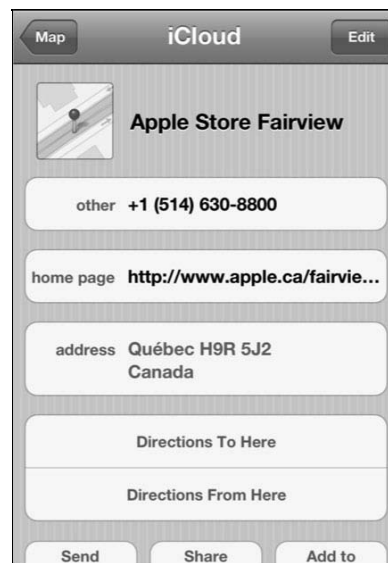 Map iCloud Edit
Apple Store Fairview
other +1 (514) 630-8800
home page http://www.apple.ca/fairvie...
address Québec H9R 5J2
Canada
Directions To Here
Directions From Here
Send Share Add to